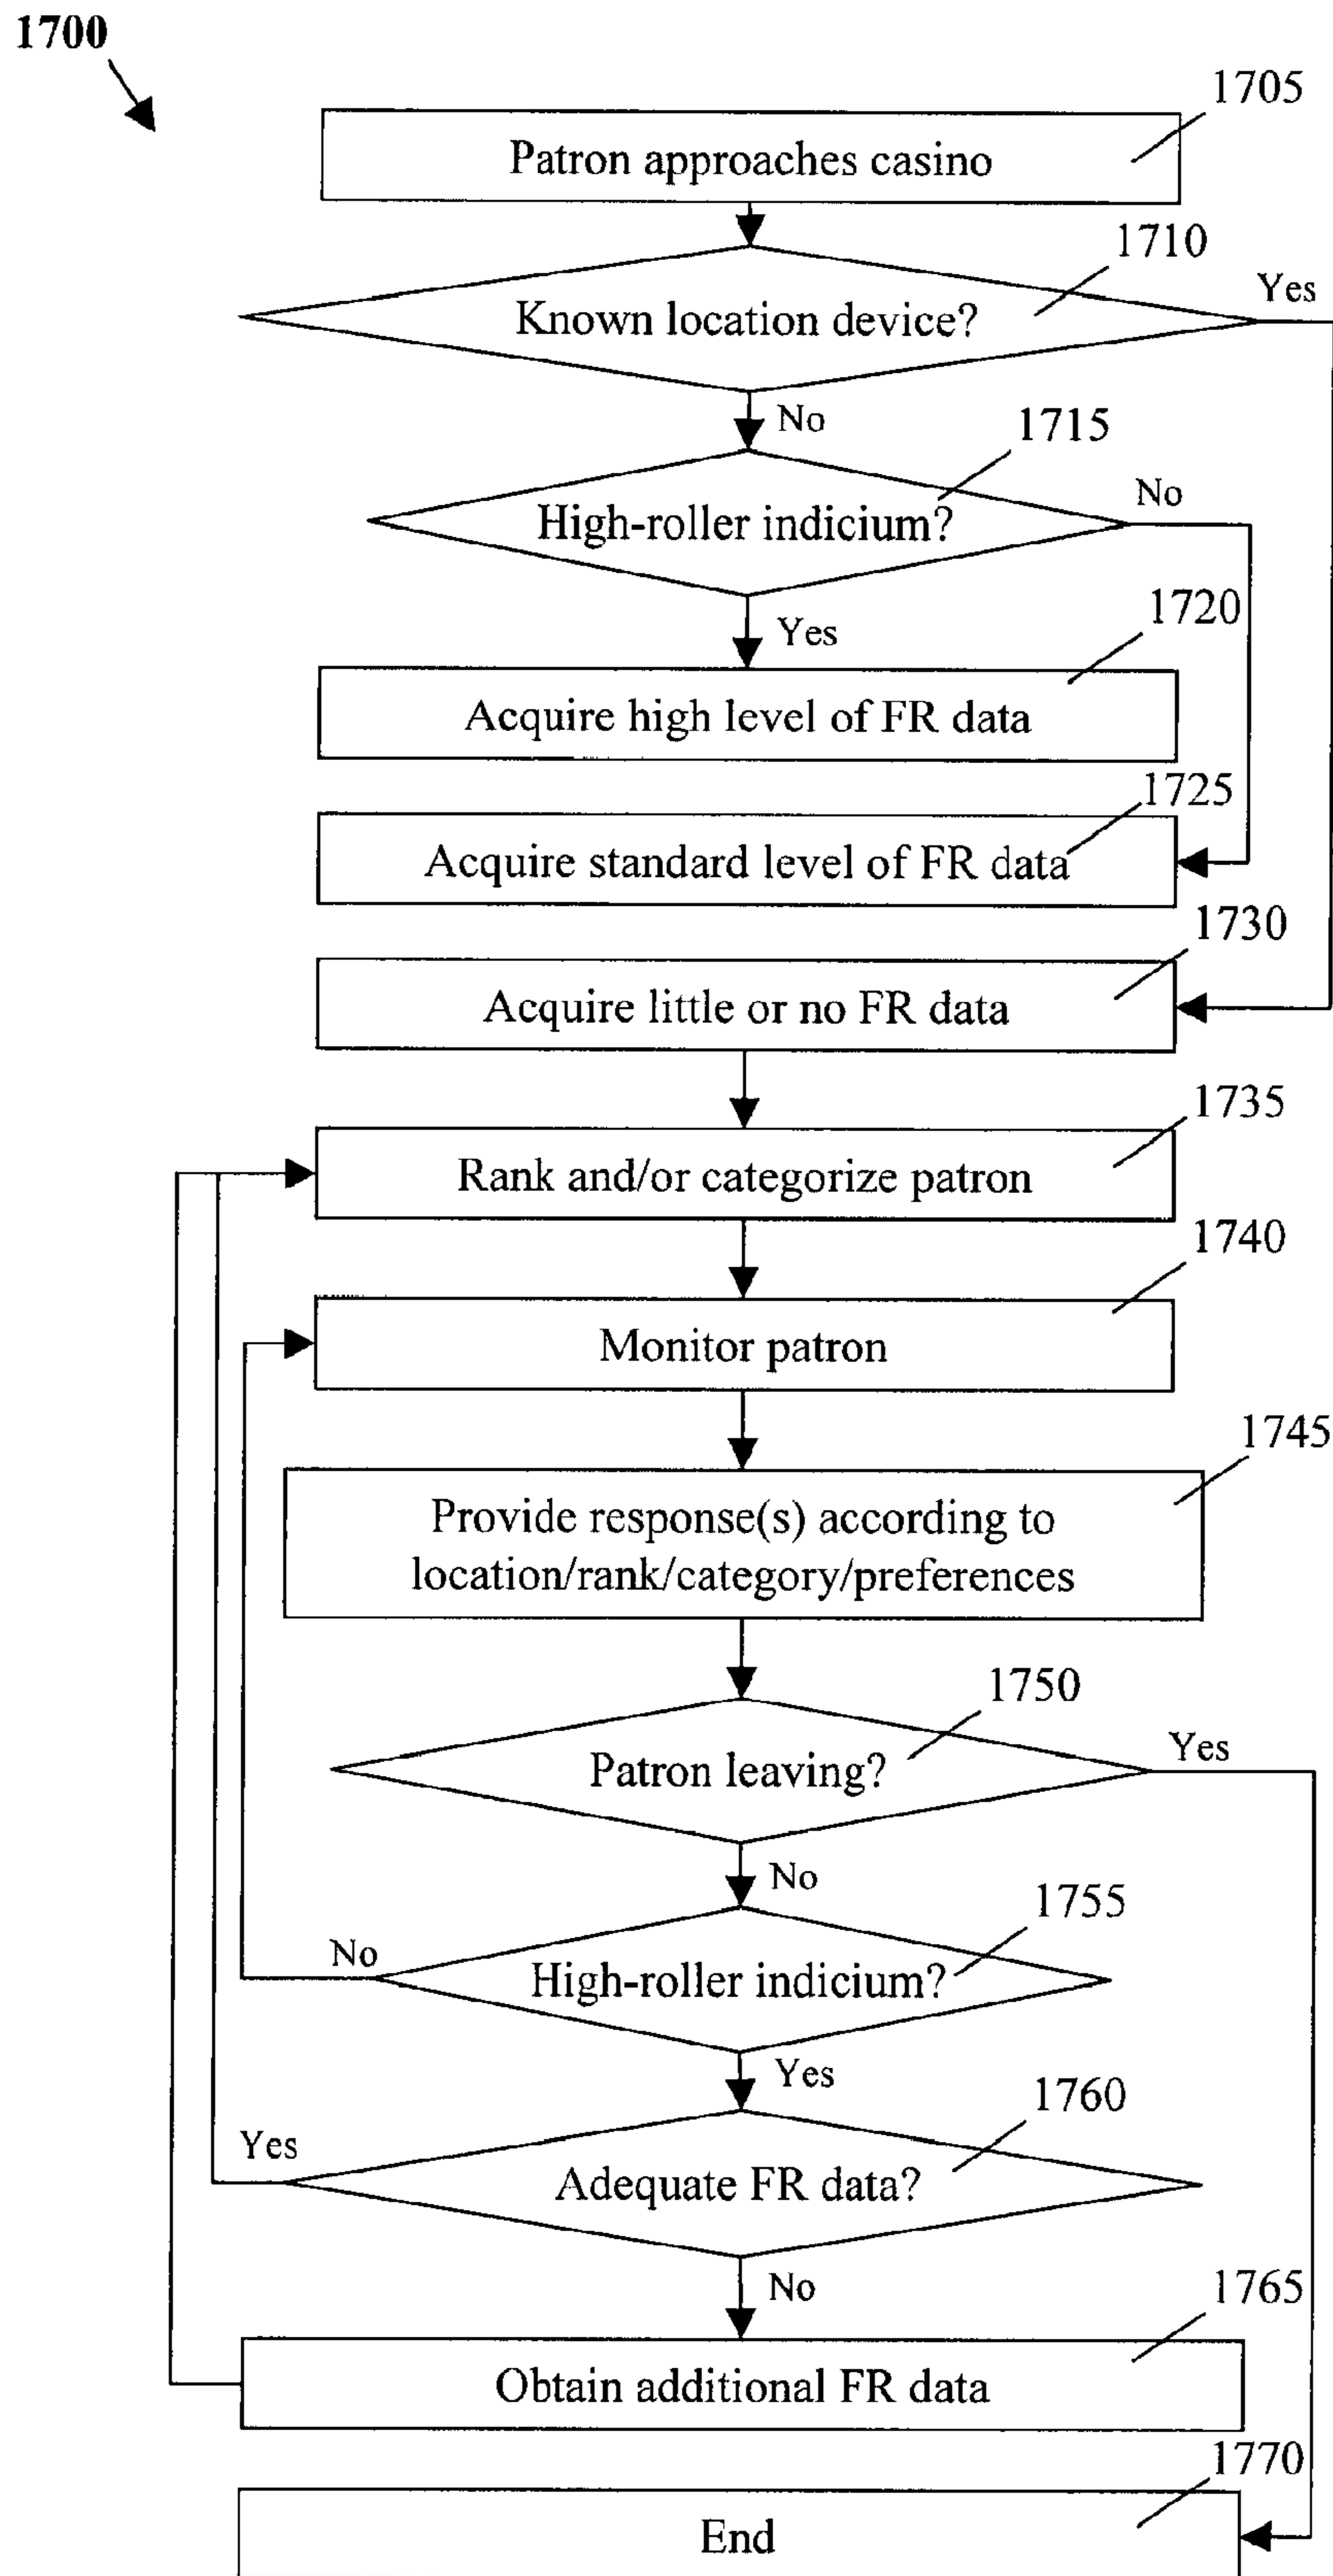 1700
1705
Patron approaches casino
1710
Known location device?
Yes
No
1715
High-roller indicium?
No
Yes
1720
Acquire high level of FR data
1725
Acquire standard level of FR data
1730
Acquire little or no FR data
1735
Rank and/or categorize patron
1740
Monitor patron
1745
Provide response(s) according to
location/rank/category/preferences
1750
Patron leaving?
Yes
No
1755
High-roller indicium?
No
Yes
1760
Adequate FR data?
Yes
No
1765
Obtain additional FR data
1770
End